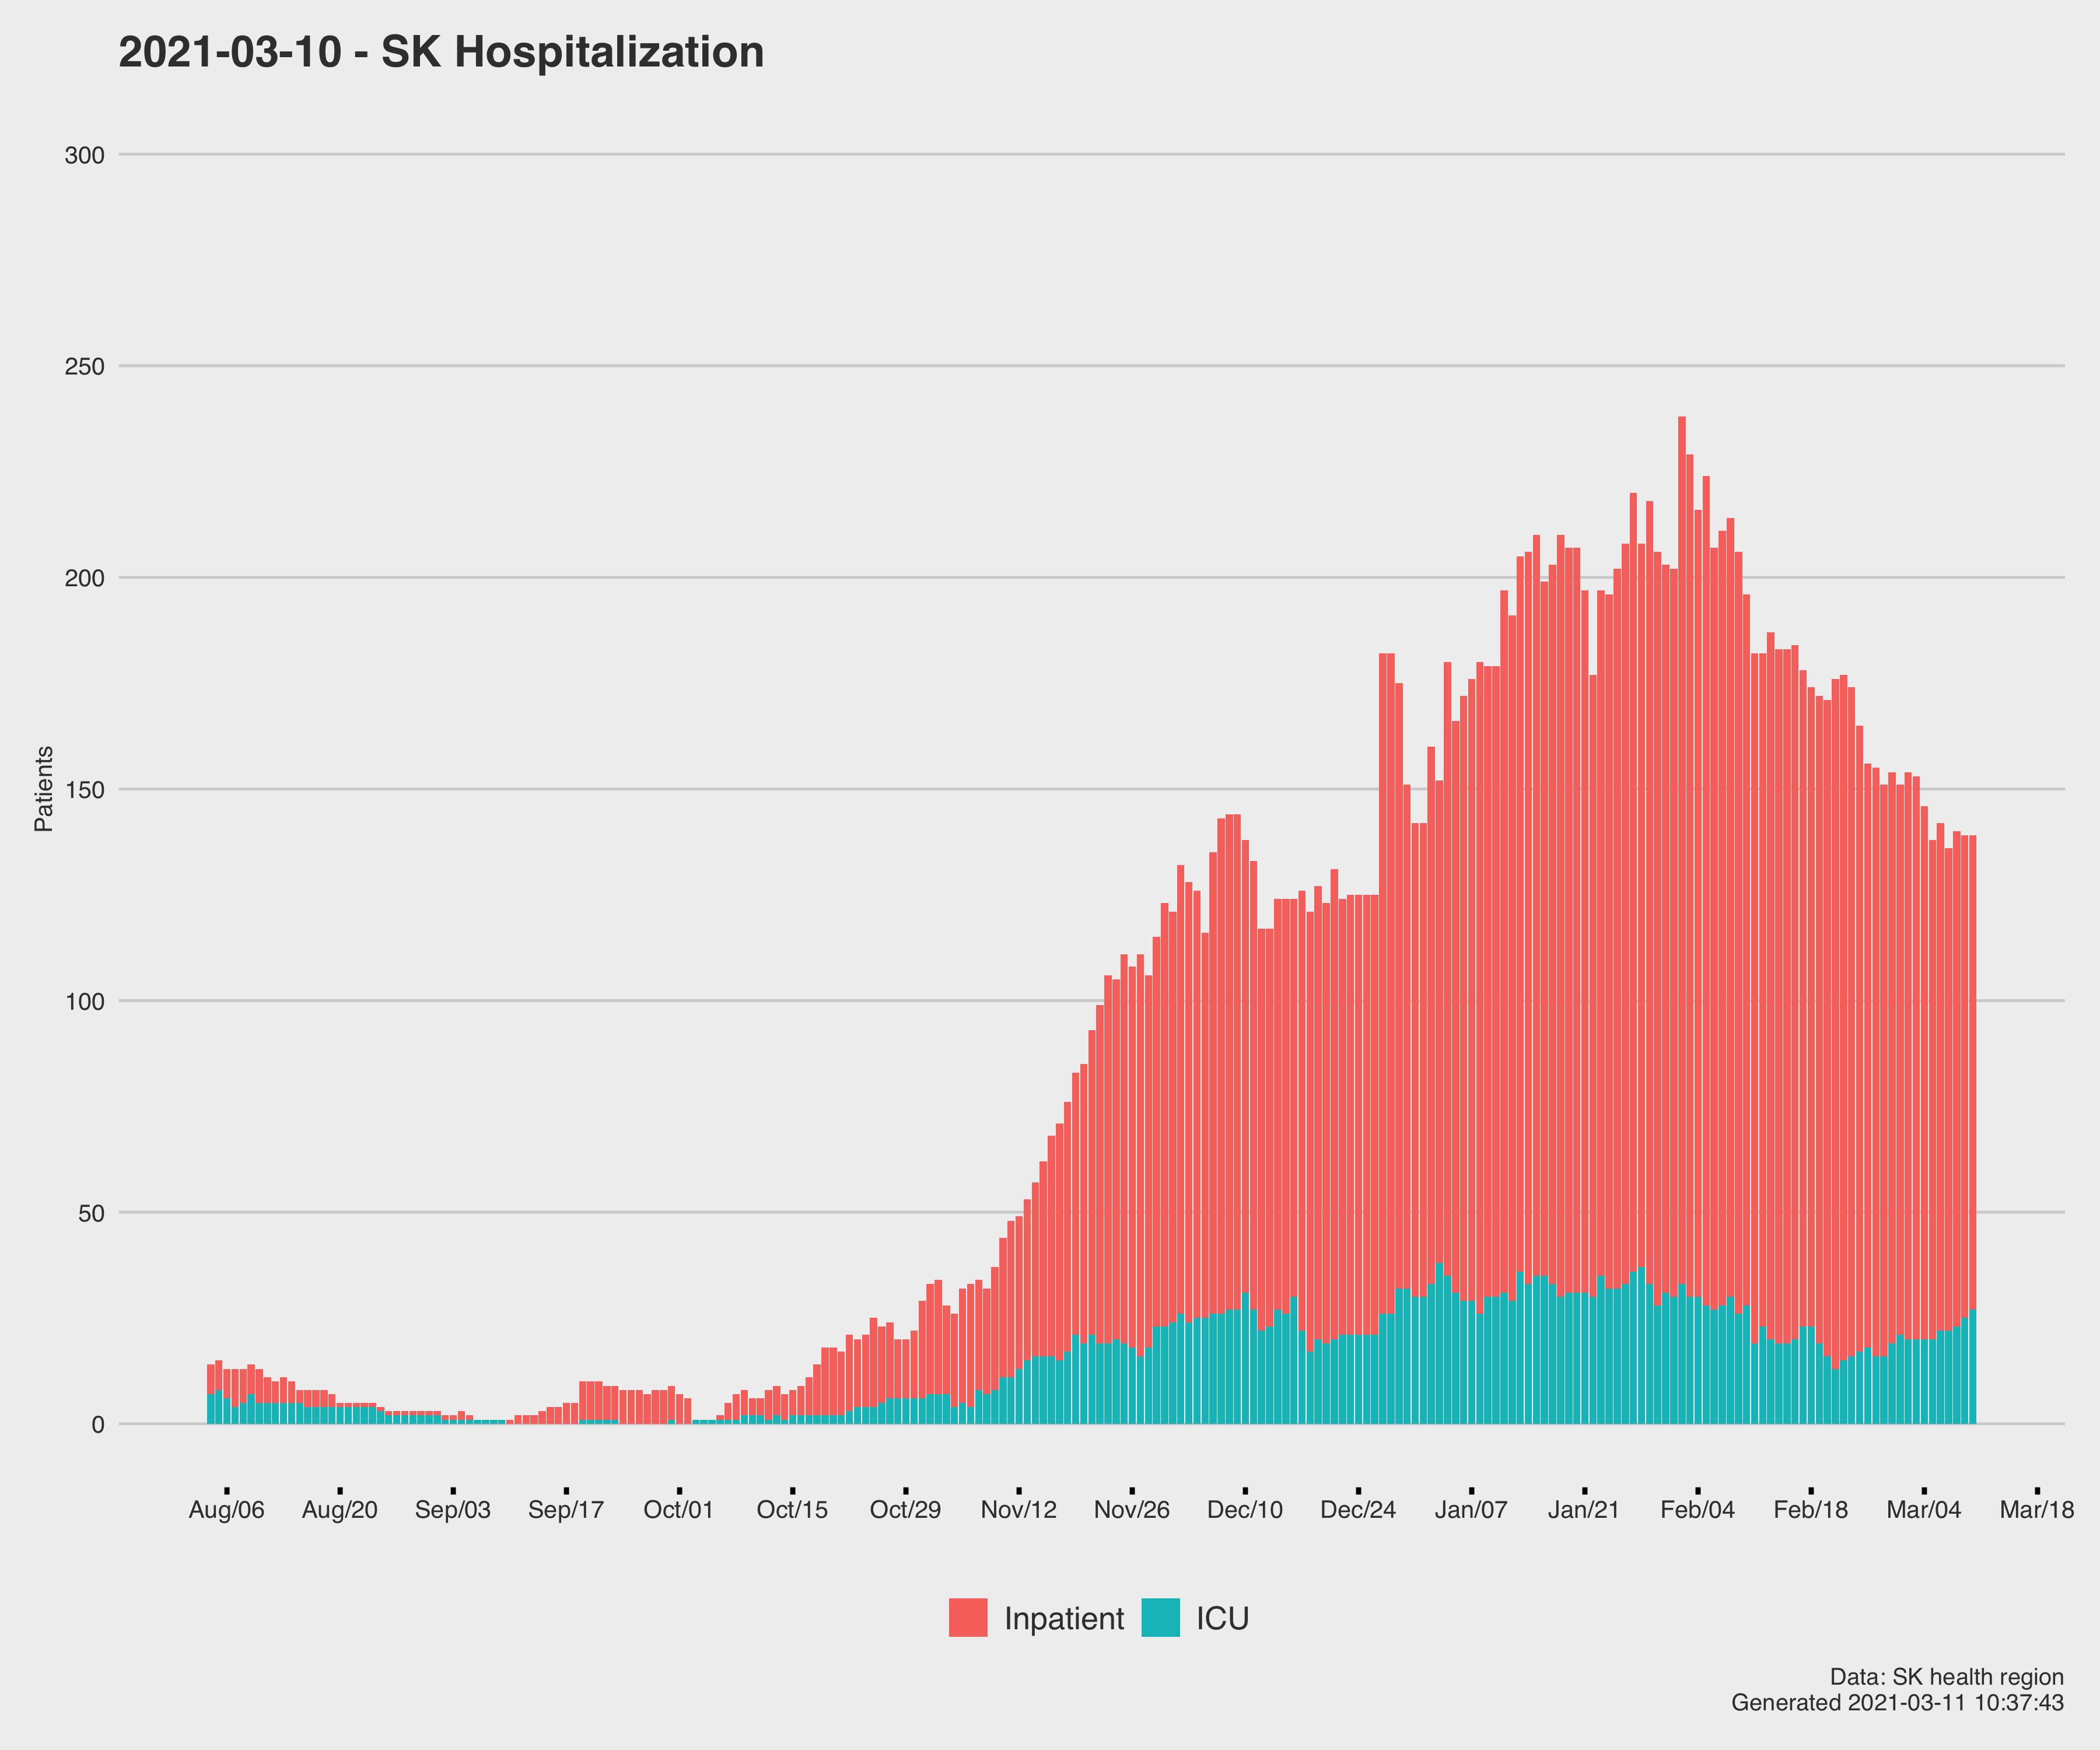 2021-03-10 - SK Hospitalization
300
250
200
150
100
50
0
Patients
Aug/06 Aug/20 Sep/03 Sep/17 Oct/01 Oct/15 Oct/29 Nov/12 Nov/26 Dec/10 Dec/24 Jan/07 Jan/21 Feb/04 Feb/18 Mar/04 Mar/18
Inpatient ICU
Data: SK health region
Generated 2021-03-11 10:37:43